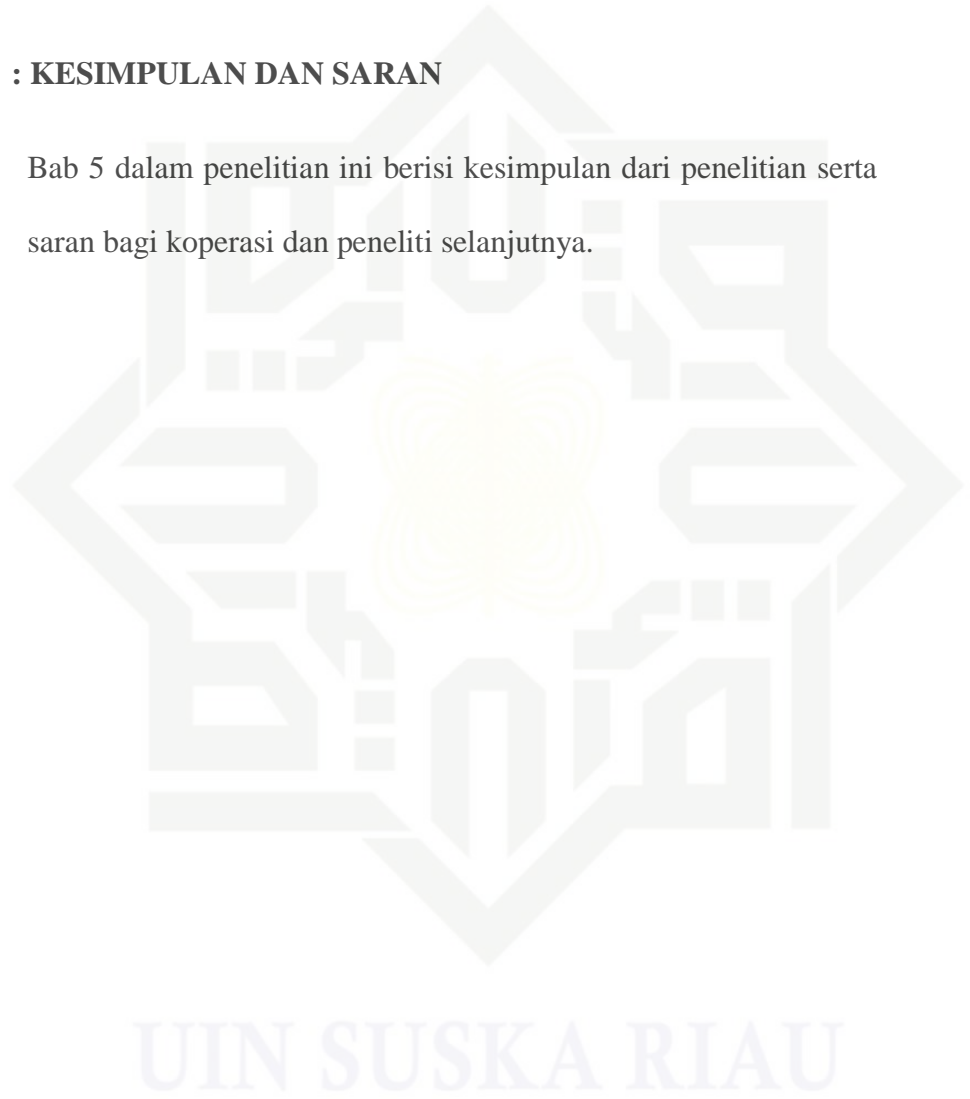 : KESIMPULAN DAN SARAN
Bab 5 dalam penelitian ini berisi kesimpulan dari penelitian serta
saran bagi koperasi dan peneliti selanjutnya.
UIN SUSKA RIAU